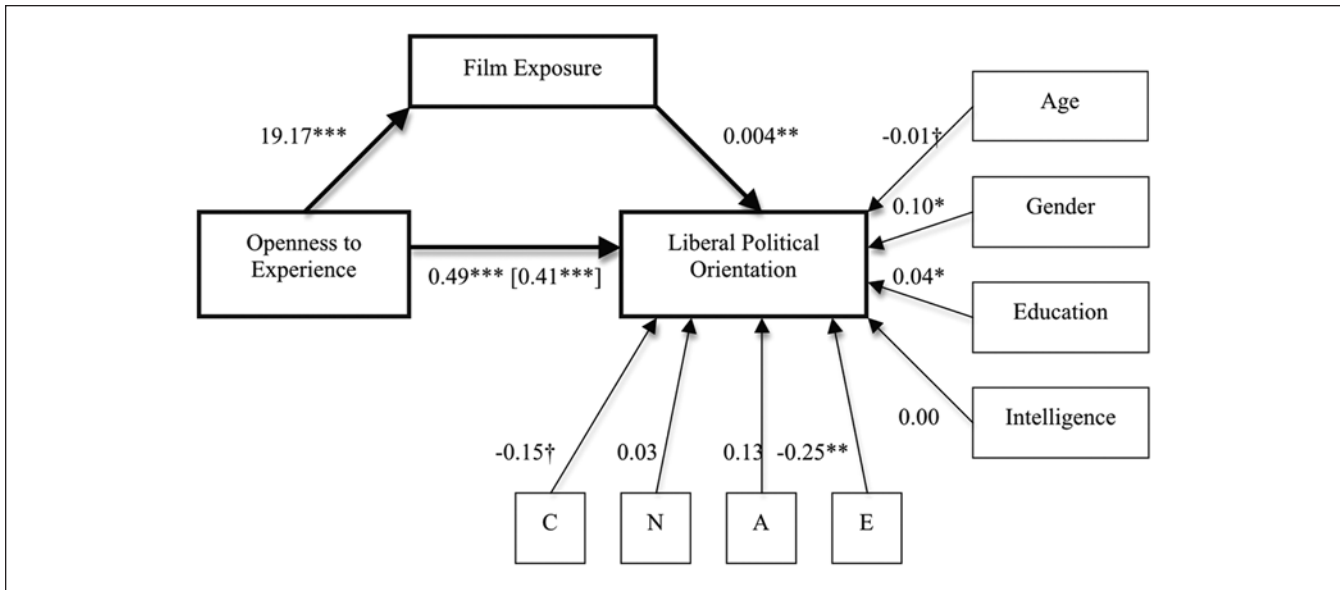 Film Exposure
Age
19.17***
0.004**
-0.01†
Openness to
Experience
Liberal Political
Orientation
0.10*
Gender
0.49*** [0.41***]
0.04*
Education
Intelligence
0.00
-0.15†
0.03
0.13
-0.25**
C
N
A
E